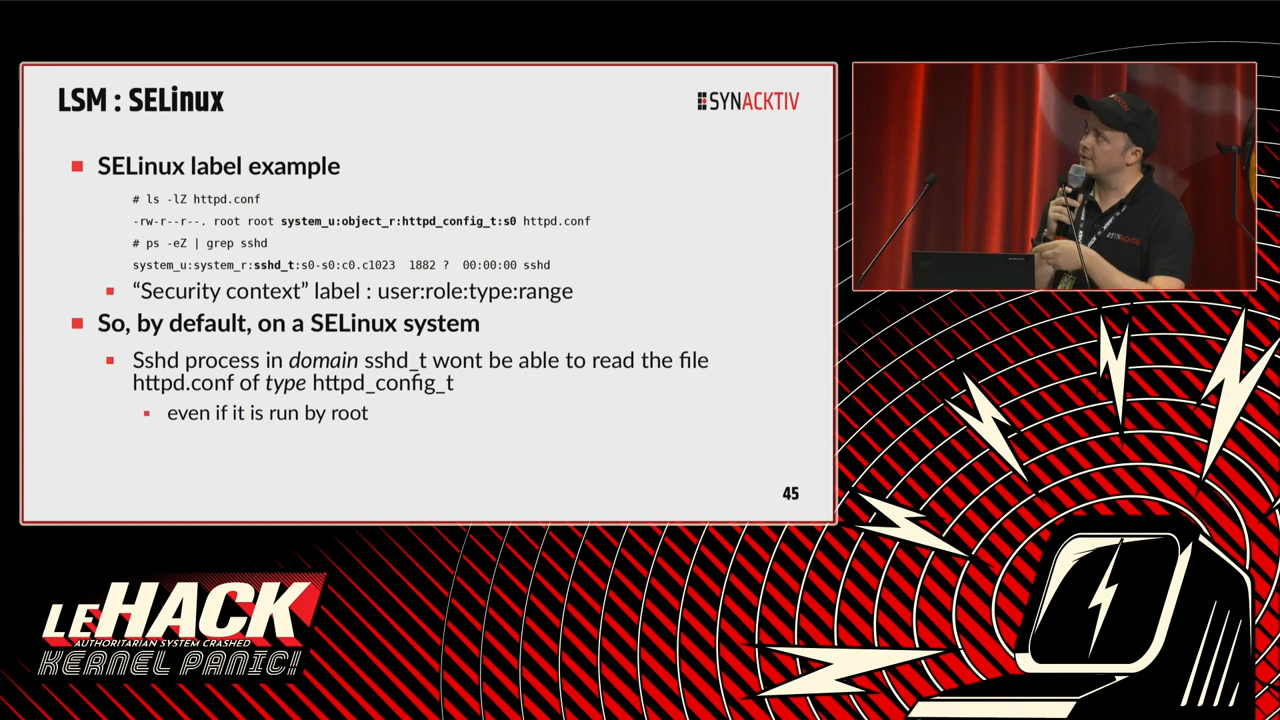 LSM : SELinux
SYNACKTIV
SELinux label example
# ls -lZ httpd.conf
-rw-r--r--. root root system_u:object_r:httpd_config_t:s0 httpd.conf
# ps -eZ | grep sshd
system_u:system_r:sshd_t:s0-s0:c0.c1023 1882 ? 00:00:00 sshd
“Security context” label : user:role:type:range
So, by default, on a SELinux system
Sshd process in domain sshd_t wont be able to read the file
httpd.conf of type httpd_config_t
even if it is run by root
45
SYNACKTIV
LEHACK
AUTHORITARIAN SYSTEM CRASHED
KERNEL PANIC!